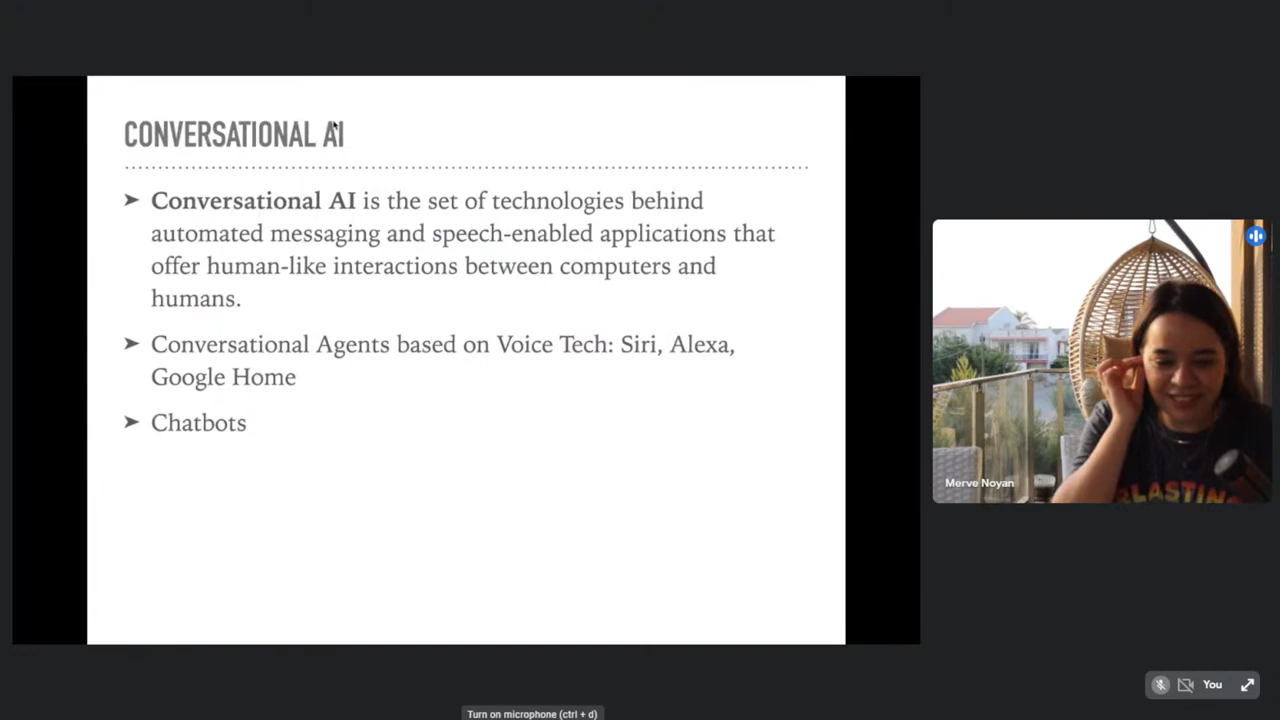 CONVERSATIONAL AI
➤ Conversational AI is the set of technologies behind
automated messaging and speech-enabled applications that
offer human-like interactions between computers and
humans.
➤ Conversational Agents based on Voice Tech: Siri, Alexa,
Google Home
➤ Chatbots
Merve Noyan
You
Turn on microphone (ctrl + d)